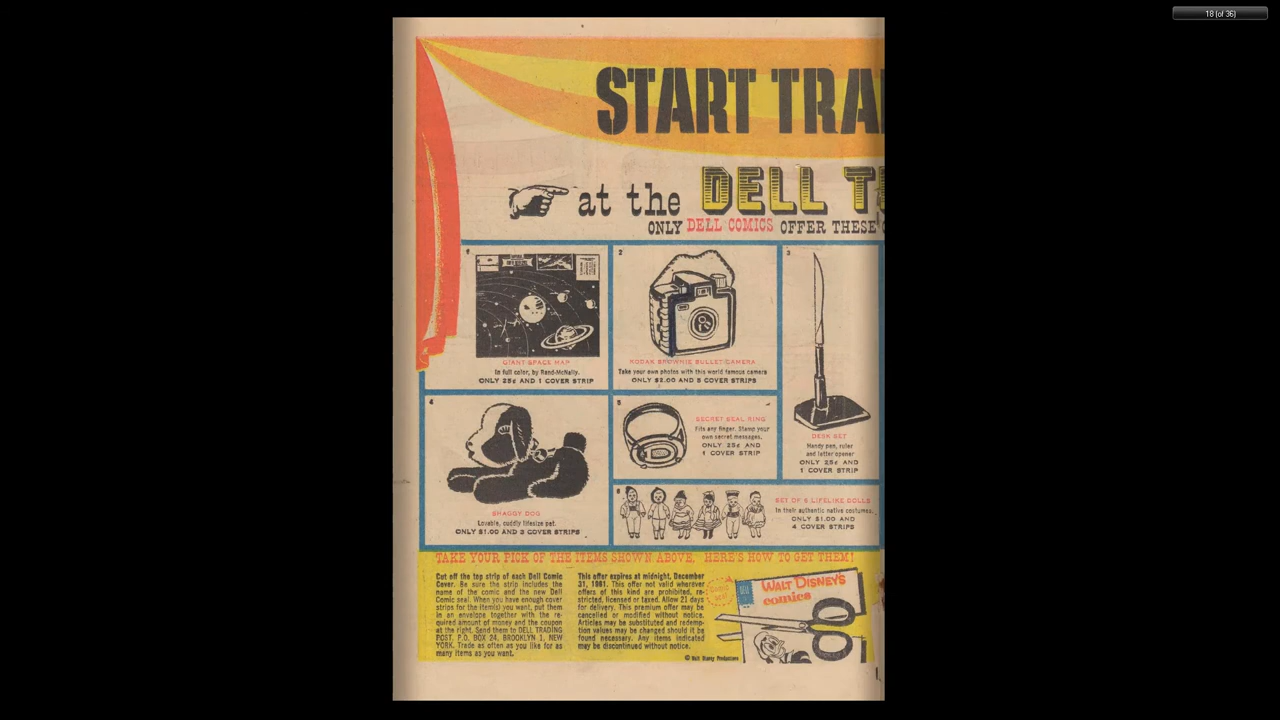 18 [of 36]
START TRA
at the DELL T
ONLY DELL COMICS OFFER THESE
1
GIANT SPACE MAP
In full color, by Rand-McNally.
ONLY 25¢ AND 1 COVER STRIP
2
KODAK BROWNIE BULLET CAMERA
Take your own photos with this world famous camera
ONLY $2.00 AND 5 COVER STRIPS
3
DESK SET
Handy pen, ruler
and letter opener
ONLY 25¢ AND
1 COVER STRIP
4
SHAGGY DOG
Lovable, cuddly lifesize pet.
ONLY $1.00 AND 3 COVER STRIPS
5
SECRET SEAL RING
Fits any finger. Stamp your
own secret messages.
ONLY 25¢ AND
1 COVER STRIP
6
SET OF 6 LIFELIKE DOLLS
In their authentic native costumes.
ONLY $1.00 AND
4 COVER STRIPS
TAKE YOUR PICK OF THE ITEMS SHOWN ABOVE. HERE'S HOW TO GET THEM!
Cut off the top strip of each Dell Comic
Cover. Be sure the strip includes the
name of the comic and the new Dell
Comic seal. When you have enough cover
strips for the item(s) you want, put them
in an envelope together with the re-
quired amount of money and the coupon
at the right. Send them to DELL TRADING
POST, P.O. BOX 24, BROOKLYN 1, NEW
YORK. Trade as often as you like for as
many items as you want.
This offer expires at midnight, December
31, 1961. This offer not valid wherever
offers of this kind are prohibited, re-
stricted, licensed or taxed. Allow 21 days
for delivery. This premium offer may be
cancelled or modified without notice.
Articles may be substituted and redemp-
tion values may be changed should it be
found necessary. Any items indicated
may be discontinued without notice.
WALT DISNEY'S
comics
© Walt Disney Productions